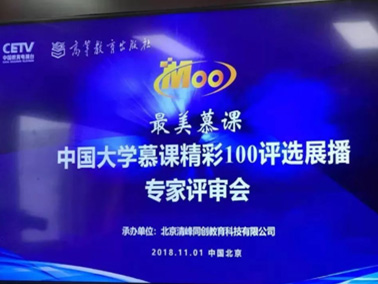 CETV 高等教育出版社
中国教育电视台
MOO
最美慕课
中国大学慕课精彩100评选展播
专家评审会
承办单位：北京清峰同创教育科技有限公司
2018.11.01 中国北京